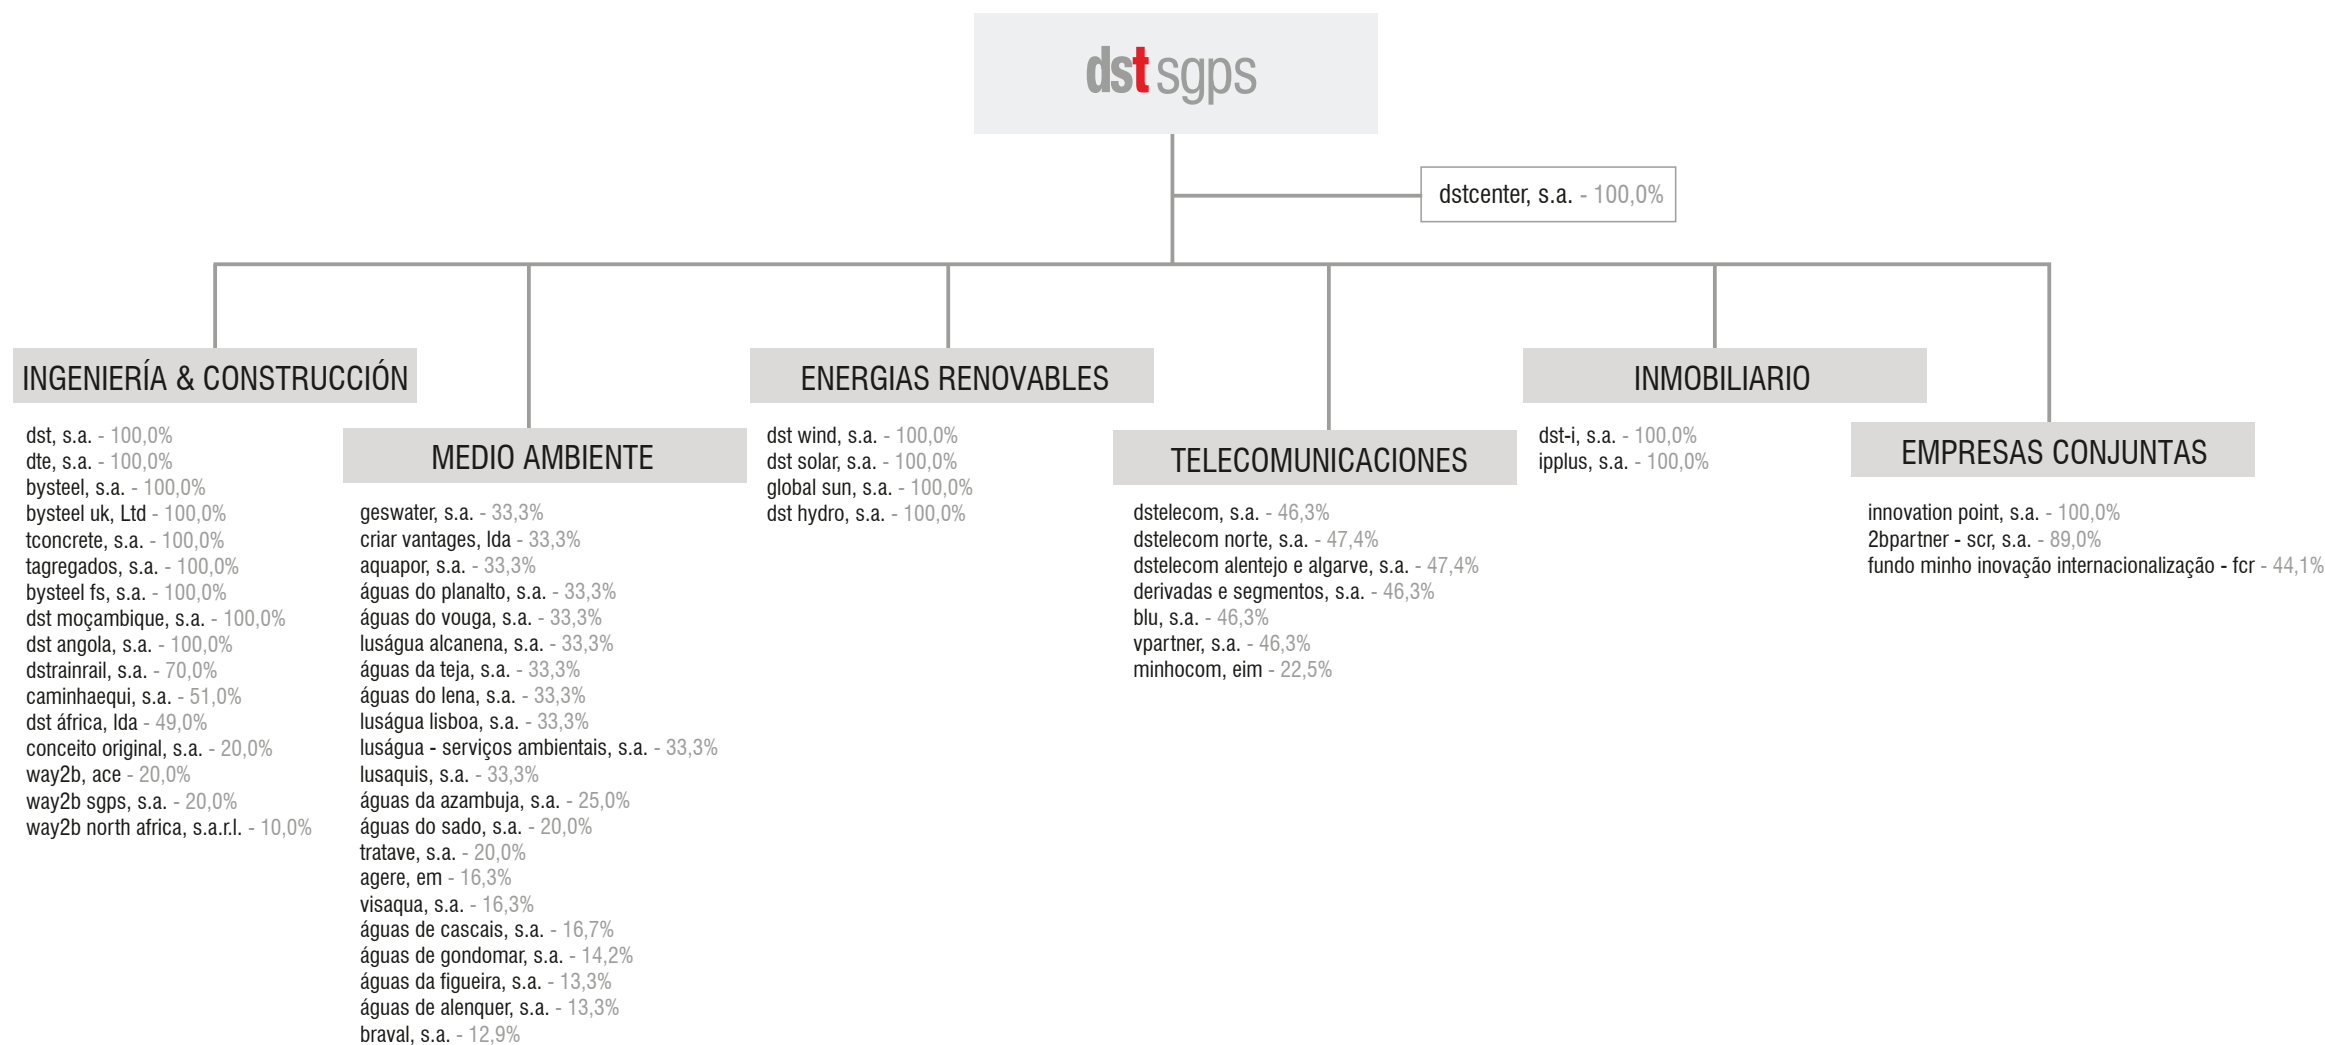 dst sgps
dstcenter, s.a. - 100,0%
INGENIERÍA & CONSTRUCCIÓN
dst, s.a. - 100,0%
dte, s.a. - 100,0%
bysteel, s.a. - 100,0%
bysteel uk, Ltd - 100,0%
tconcrete, s.a. - 100,0%
tagregados, s.a. - 100,0%
bysteel fs, s.a. - 100,0%
dst moçambique, s.a. - 100,0%
dst angola, s.a. - 100,0%
dstrainrail, s.a. - 70,0%
caminhaequi, s.a. - 51,0%
dst áfrica, lda - 49,0%
conceito original, s.a. - 20,0%
way2b, ace - 20,0%
way2b sgps, s.a. - 20,0%
way2b north africa, s.a.r.l. - 10,0%
MEDIO AMBIENTE
geswater, s.a. - 33,3%
criar vantages, lda - 33,3%
aquapor, s.a. - 33,3%
águas do planalto, s.a. - 33,3%
águas do vouga, s.a. - 33,3%
luságua alcanena, s.a. - 33,3%
águas da teja, s.a. - 33,3%
águas do lena, s.a. - 33,3%
luságua lisboa, s.a. - 33,3%
luságua - serviços ambientais, s.a. - 33,3%
lusaquis, s.a. - 33,3%
águas da azambuja, s.a. - 25,0%
águas do sado, s.a. - 20,0%
tratave, s.a. - 20,0%
agere, em - 16,3%
visaqua, s.a. - 16,3%
águas de cascais, s.a. - 16,7%
águas de gondomar, s.a. - 14,2%
águas da figueira, s.a. - 13,3%
águas de alenquer, s.a. - 13,3%
braval, s.a. - 12,9%
ENERGIAS RENOVABLES
dst wind, s.a. - 100,0%
dst solar, s.a. - 100,0%
global sun, s.a. - 100,0%
dst hydro, s.a. - 100,0%
TELECOMUNICACIONES
dstelecom, s.a. - 46,3%
dstelecom norte, s.a. - 47,4%
dstelecom alentejo e algarve, s.a. - 47,4%
derivadas e segmentos, s.a. - 46,3%
blu, s.a. - 46,3%
vpartner, s.a. - 46,3%
minhocom, eim - 22,5%
INMOBILIARIO
dst-i, s.a. - 100,0%
ipplus, s.a. - 100,0%
EMPRESAS CONJUNTAS
innovation point, s.a. - 100,0%
2bpartner - scr, s.a. - 89,0%
fundo minho inovação internacionalização - fcr - 44,1%